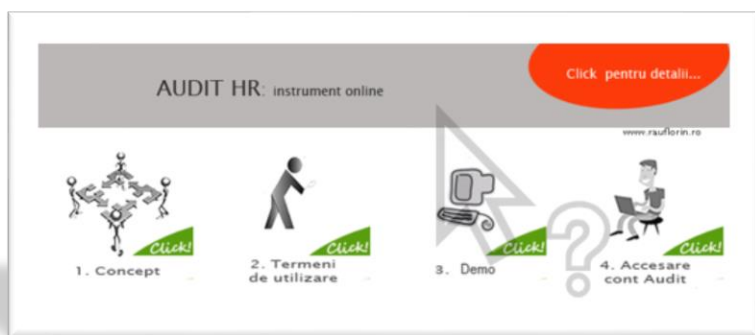 AUDIT HR: instrument online
Click pentru detalii...
www.rauflorin.ro
Click!
Click!
Click!
Click!
1. Concept
2. Termeni
de utilizare
3. Demo
4. Accesare
cont Audit